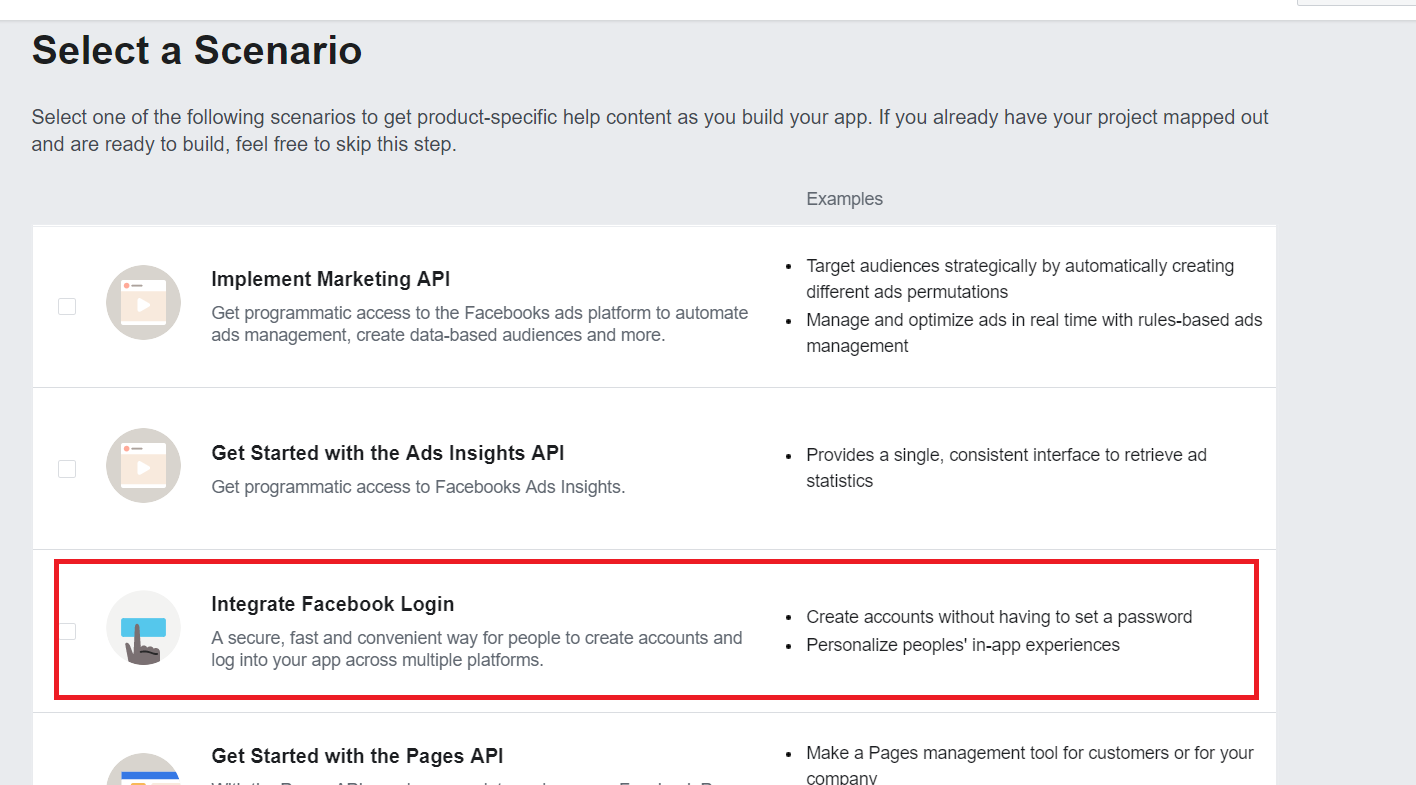 Select a Scenario
Select one of the following scenarios to get product-specific help content as you build your app. If you already have your project mapped out
and are ready to build, feel free to skip this step.
Examples
Implement Marketing API
Get programmatic access to the Facebooks ads platform to automate
ads management, create data-based audiences and more.
• Target audiences strategically by automatically creating
different ads permutations
• Manage and optimize ads in real time with rules-based ads
management
Get Started with the Ads Insights API
Get programmatic access to Facebooks Ads Insights.
• Provides a single, consistent interface to retrieve ad
statistics
Integrate Facebook Login
A secure, fast and convenient way for people to create accounts and
log into your app across multiple platforms.
• Create accounts without having to set a password
• Personalize peoples' in-app experiences
Get Started with the Pages API
• Make a Pages management tool for customers or for your
company